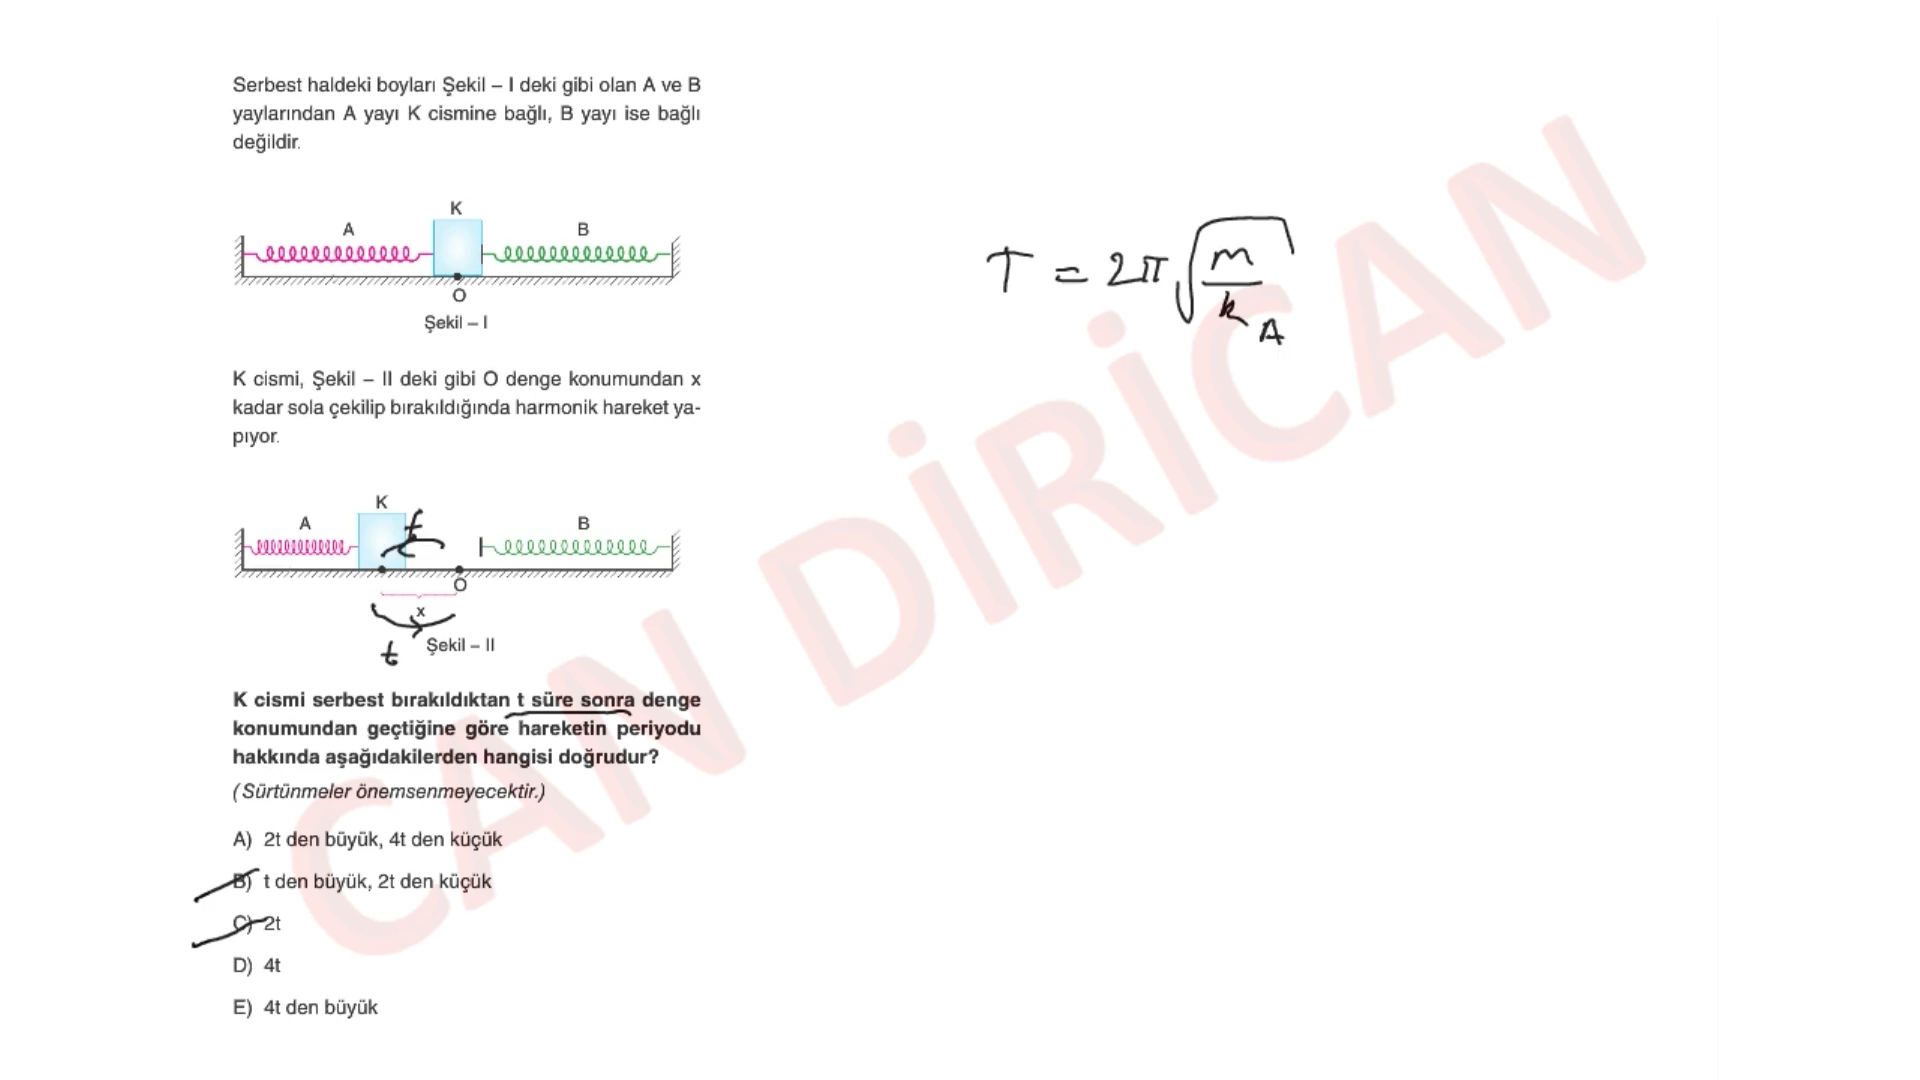 Serbest haldeki boyları Şekil – I deki gibi olan A ve B
yaylarından A yayı K cismine bağlı, B yayı ise bağlı
değildir.
K
A
B
O
Şekil – I
T = 2π√m/k A
K cismi, Şekil – II deki gibi O denge konumundan x
kadar sola çekilip bırakıldığında harmonik hareket ya-
pıyor.
K
A
t
B
O
x
t
Şekil – II
K cismi serbest bırakıldıktan t süre sonra denge
konumundan geçtiğine göre hareketin periyodu
hakkında aşağıdakilerden hangisi doğrudur?
(Sürtünmeler önemsenmeyecektir.)
A) 2t den büyük, 4t den küçük
B) t den büyük, 2t den küçük
C) 2t
D) 4t
E) 4t den büyük
CAN DİRİCAN